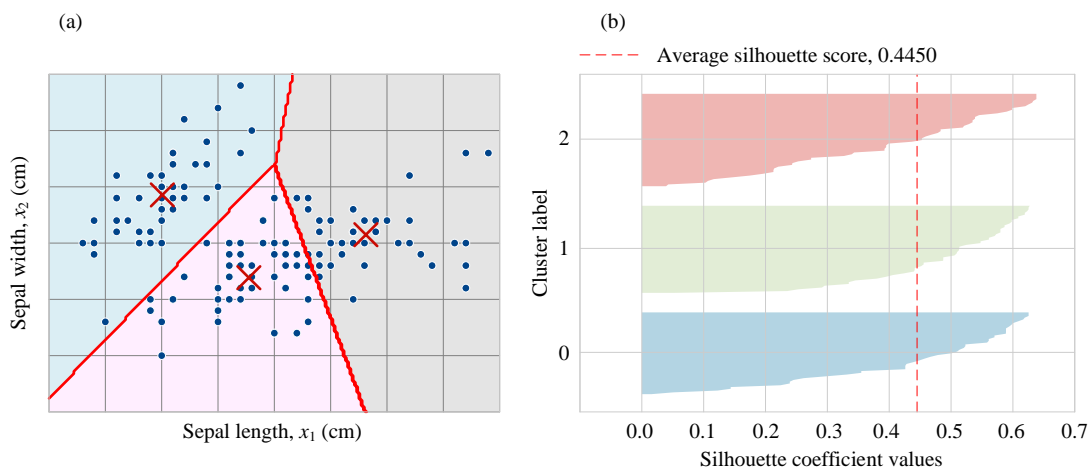 (a)
(b)
Average silhouette score, 0.4450
Sepal width, x2 (cm)
Sepal length, x1 (cm)
Cluster label
2
1
0
0.0 0.1 0.2 0.3 0.4 0.5 0.6 0.7
Silhouette coefficient values